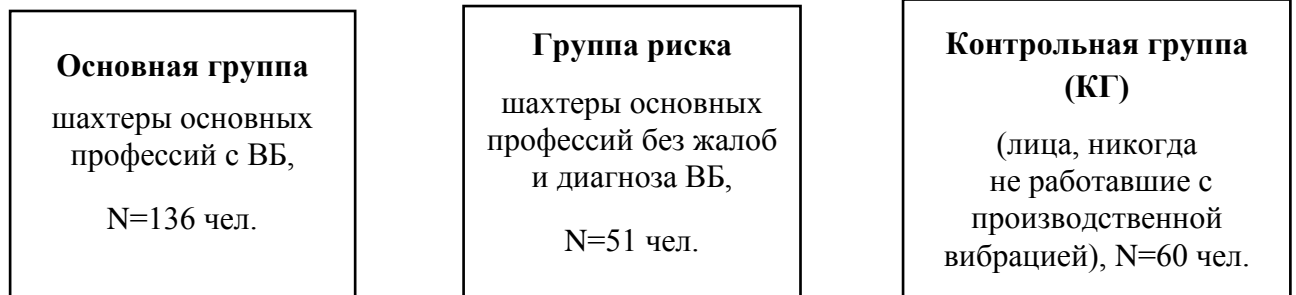 Основная группа
шахтеры основных
профессий с ВБ,
N=136 чел.
Группа риска
шахтеры основных
профессий без жалоб
и диагноза ВБ,
N=51 чел.
Контрольная группа
(КГ)
(лица, никогда
не работавшие с
производственной
вибрацией), N=60 чел.